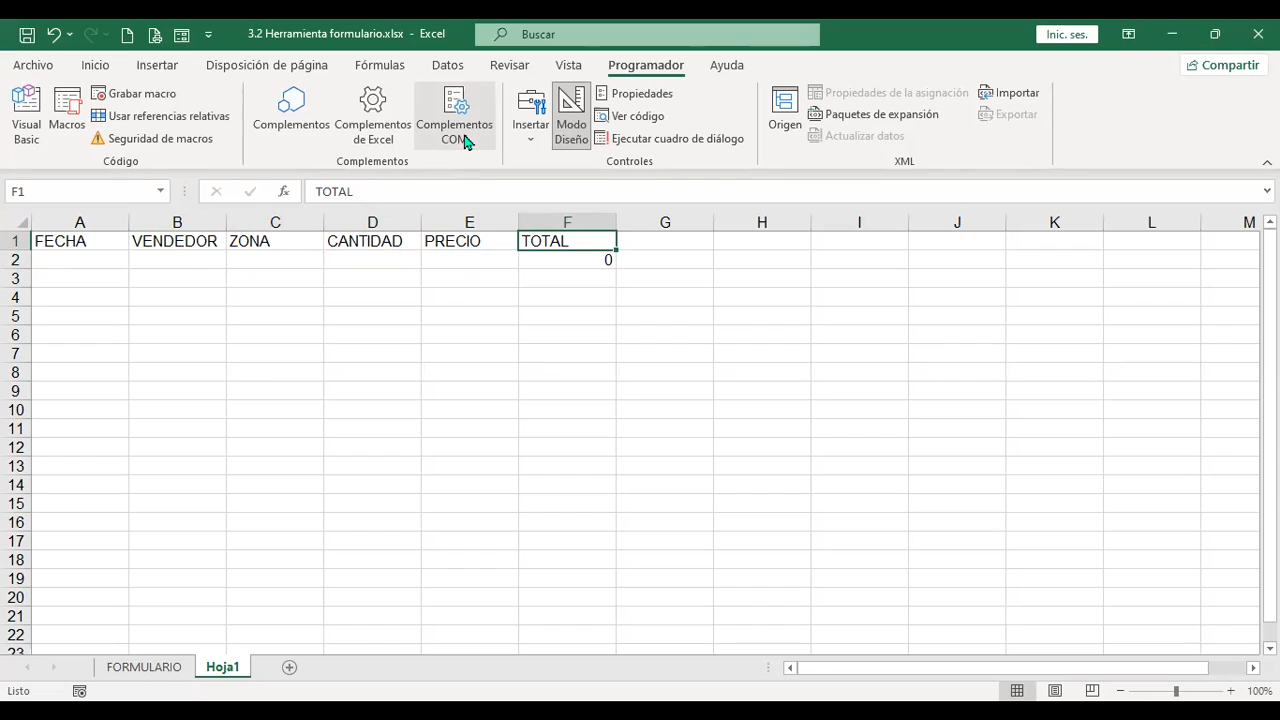 3.2 Herramienta formulario.xlsx - Excel
Buscar
Inic. ses.
Archivo Inicio Insertar Disposición de página Fórmulas Datos Revisar Vista Programador Ayuda Compartir
Visual Basic
Macros
Grabar macro
Usar referencias relativas
Seguridad de macros
Código
Complementos
Complementos de Excel
Complementos
Complementos
Insertar
Modo Diseño
Propiedades
Ver código
Ejecutar cuadro de diálogo
Controles
Origen
Propiedades de la asignación
Paquetes de expansión
Actualizar datos
Importar
Exportar
XML
F1 fx TOTAL
A B C D E F G H I J K L M
1 FECHA VENDEDOR ZONA CANTIDAD PRECIO TOTAL
2 0
3
4
5
6
7
8
9
10
11
12
13
14
15
16
17
18
19
20
21
22
23
FORMULARIO Hoja1
Listo 100%